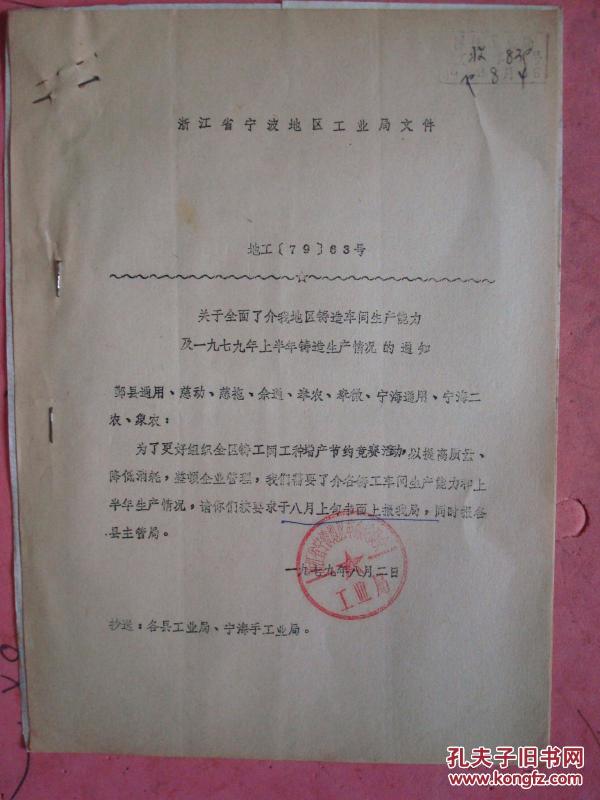 83
8 4
浙江省宁波地区工业局文件
地工〔79〕63号
关于全面了介我地区铸造车间生产能力
及一九七九年上半年铸造生产情况的通知
鄞县通用、慈动、慈拖、余通、奉农、奉微、宁海通用、宁海二
农、象农：
为了更好组织全区铸工同工种增产节约竞赛活动，以提高质量、
降低消耗，整顿企业管理，我们需要了介各铸工车间生产能力和上
半年生产情况，请你们按要求于八月上旬书面上报我局，同时报各
县主管局。
一九七九年八月二日
工业局
抄送：各县工业局、宁海手工业局。
孔夫子旧书网
www.kongfz.com